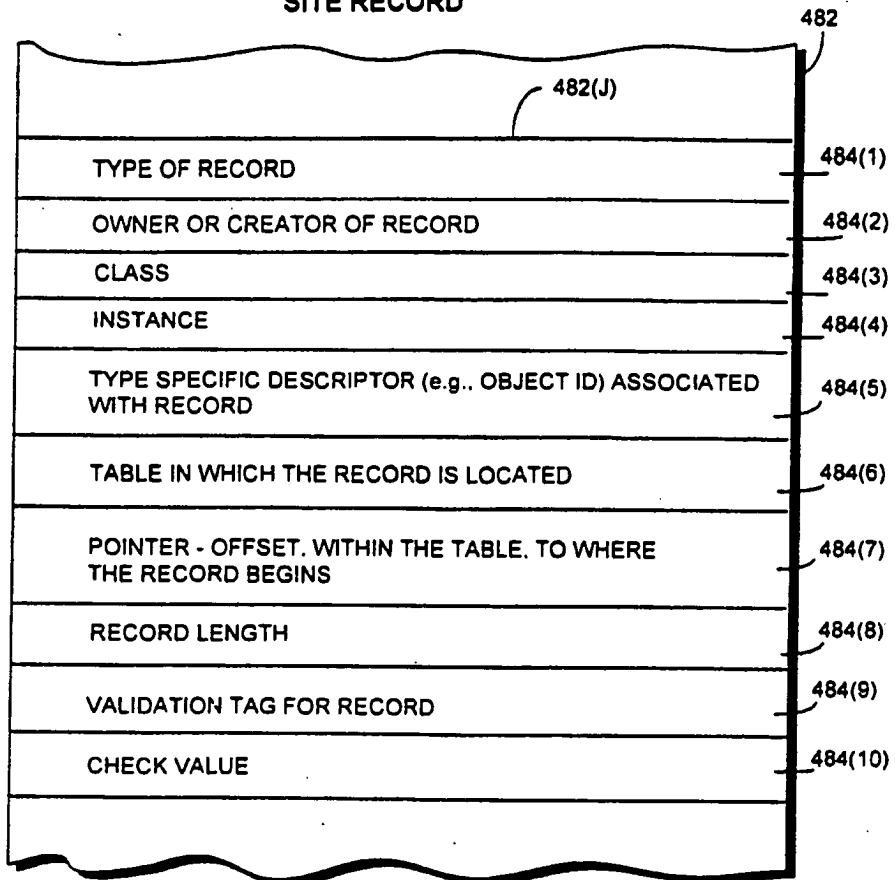 SITE RECORD
482
482(J)
TYPE OF RECORD
484(1)
OWNER OR CREATOR OF RECORD
484(2)
CLASS
484(3)
INSTANCE
484(4)
TYPE SPECIFIC DESCRIPTOR (e.g., OBJECT ID) ASSOCIATED
WITH RECORD
484(5)
TABLE IN WHICH THE RECORD IS LOCATED
484(6)
POINTER - OFFSET, WITHIN THE TABLE, TO WHERE
THE RECORD BEGINS
484(7)
RECORD LENGTH
484(8)
VALIDATION TAG FOR RECORD
484(9)
CHECK VALUE
484(10)